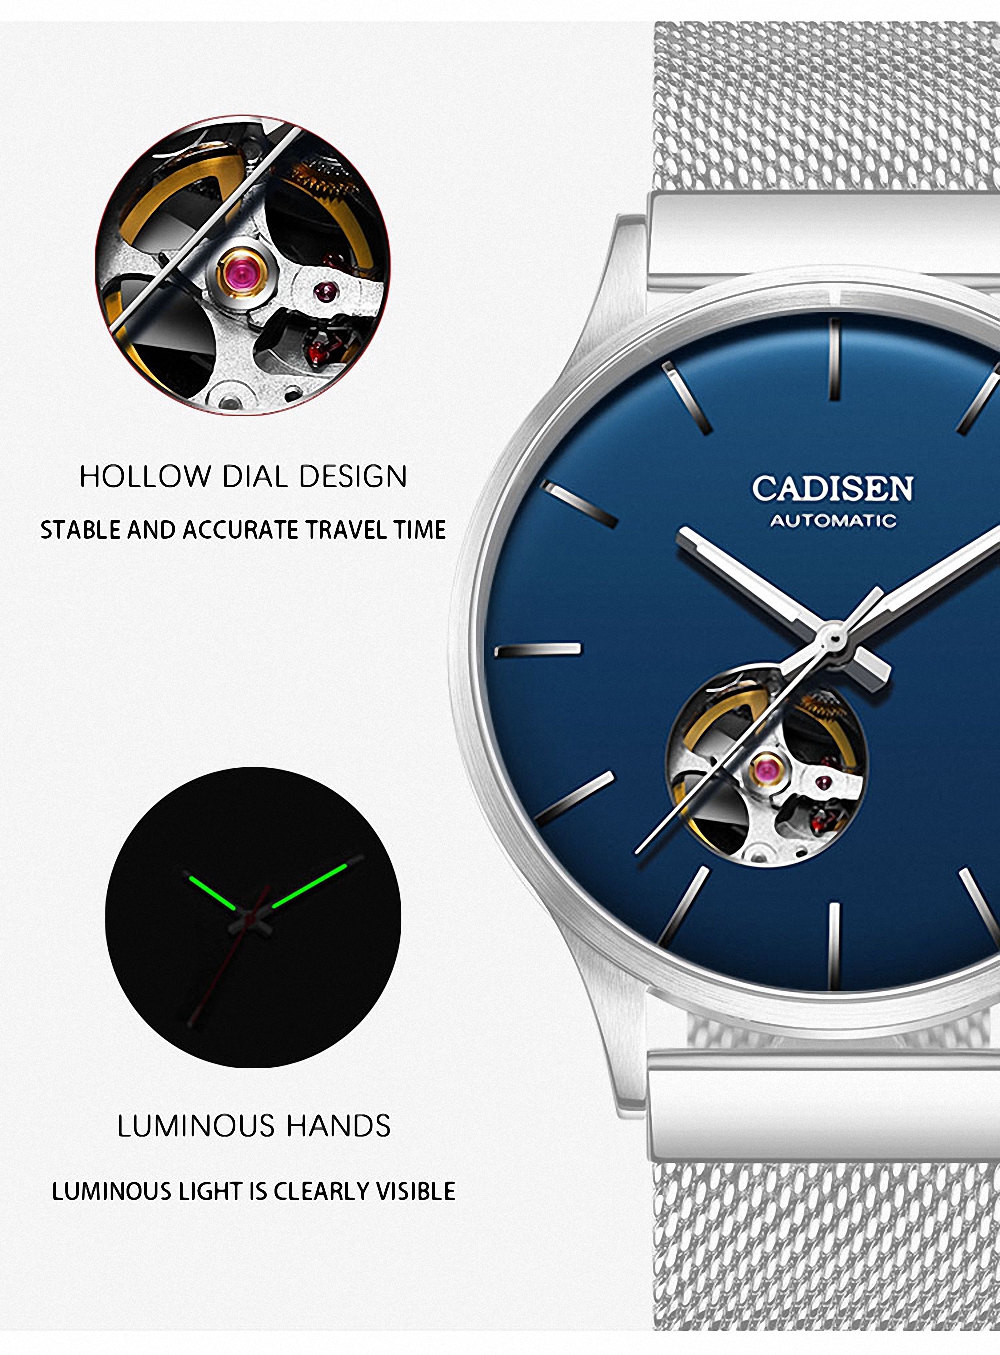 HOLLOW DIAL DESIGN
STABLE AND ACCURATE TRAVEL TIME
CADISEN
AUTOMATIC
LUMINOUS HANDS
LUMINOUS LIGHT IS CLEARLY VISIBLE